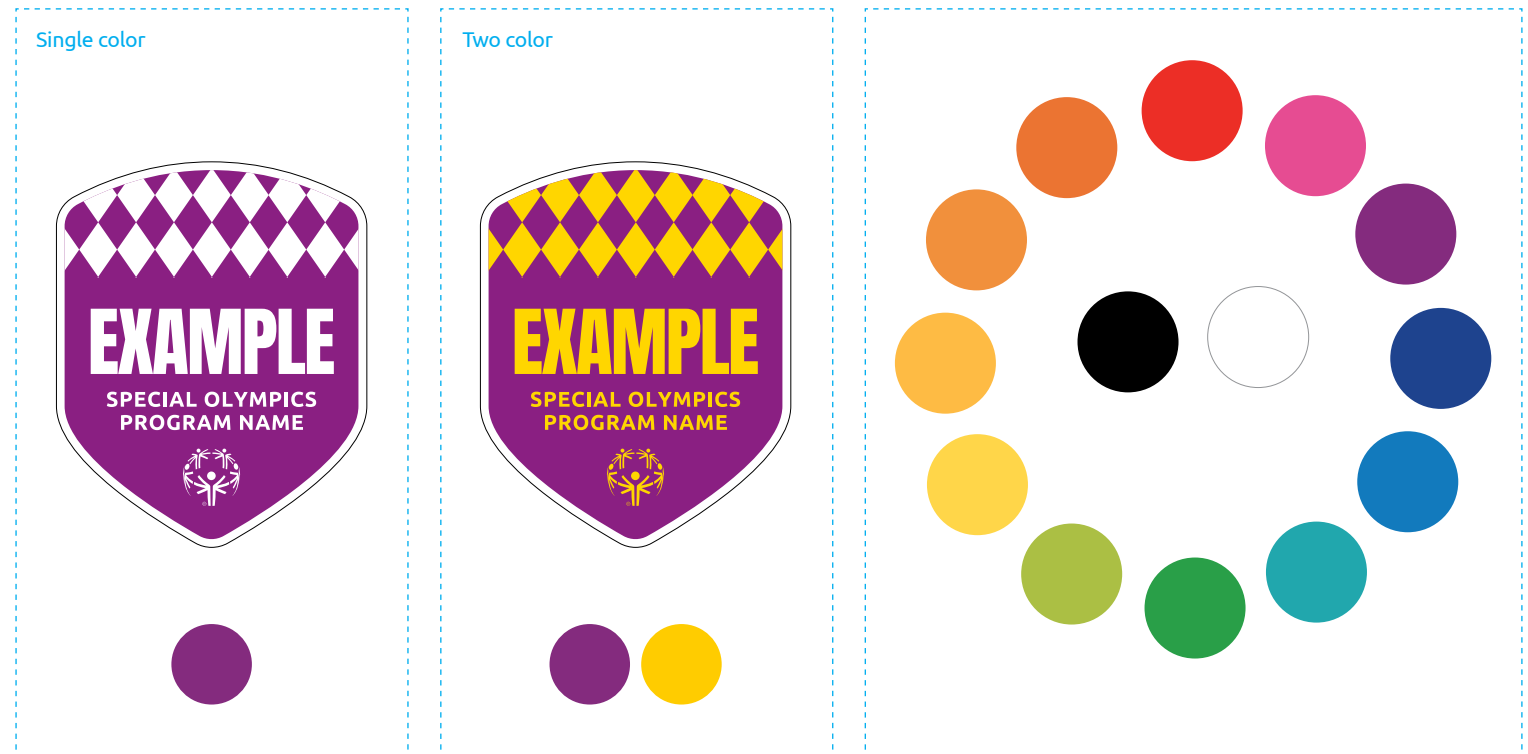 Single color
EXAMPLE
SPECIAL OLYMPICS
PROGRAM NAME
®
Two color
EXAMPLE
SPECIAL OLYMPICS
PROGRAM NAME
®